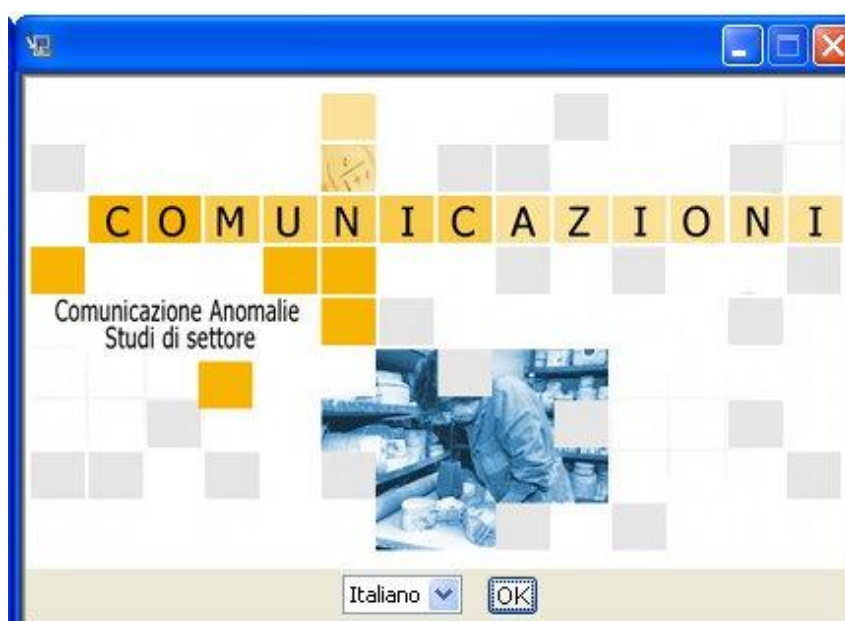 COMUNICAZIONI
Comunicazione Anomalie
Studi di settore
Italiano
OK